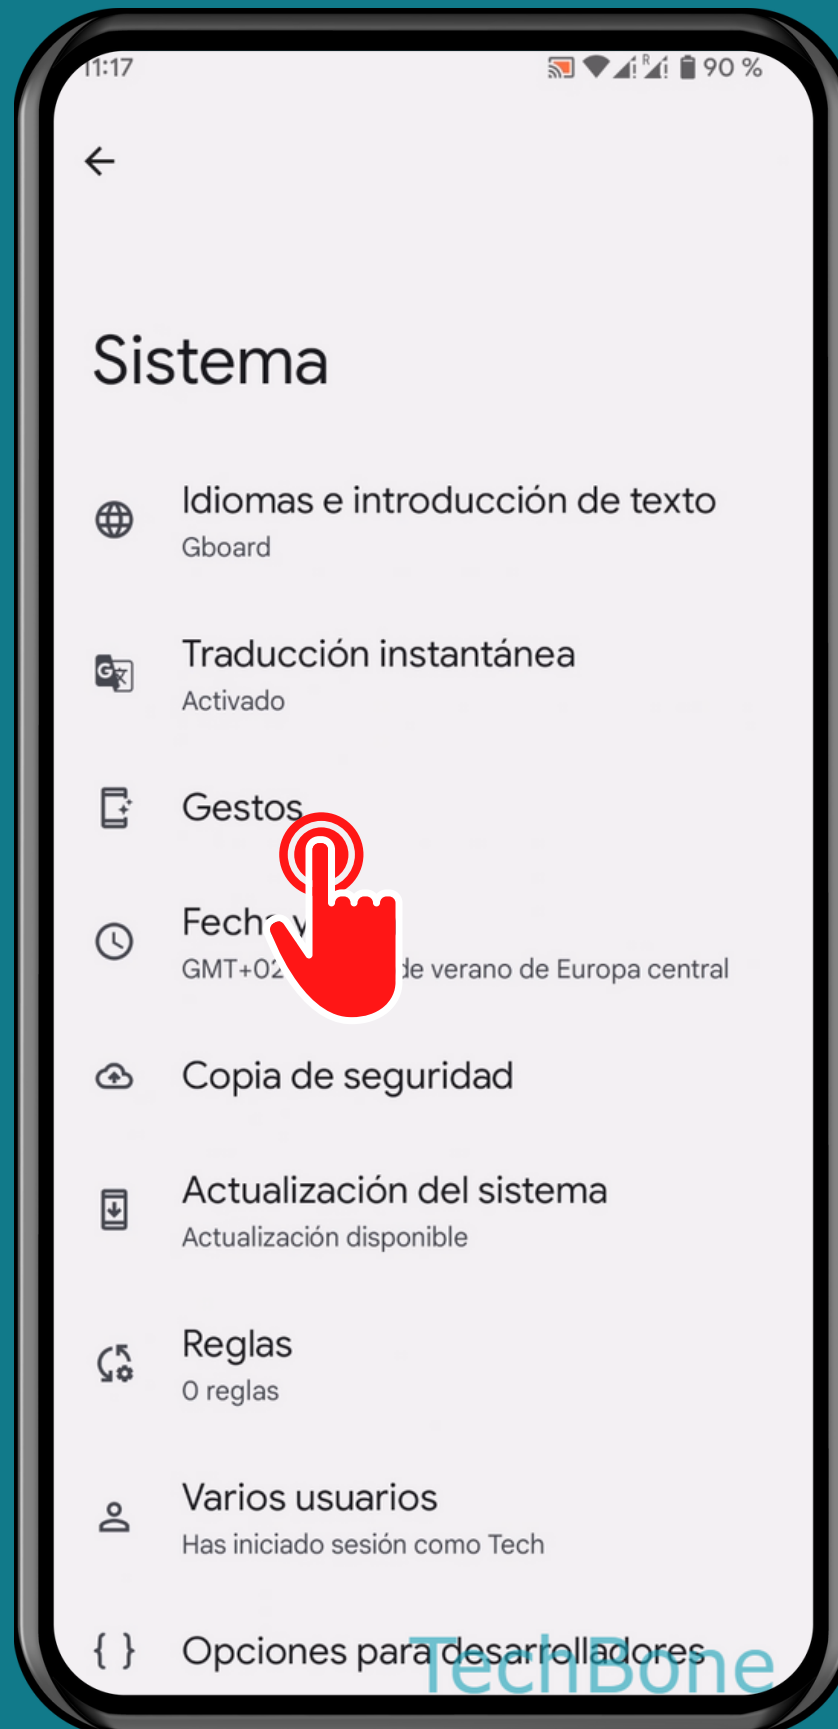 11:17
R
90 %
Sistema
Idiomas e introducción de texto
Gboard
Traducción instantánea
Activado
Gestos
Fecha y
GMT+02 de verano de Europa central
Copia de seguridad
Actualización del sistema
Actualización disponible
Reglas
0 reglas
Varios usuarios
Has iniciado sesión como Tech
{ } Opciones para desarrolladores
TechBone